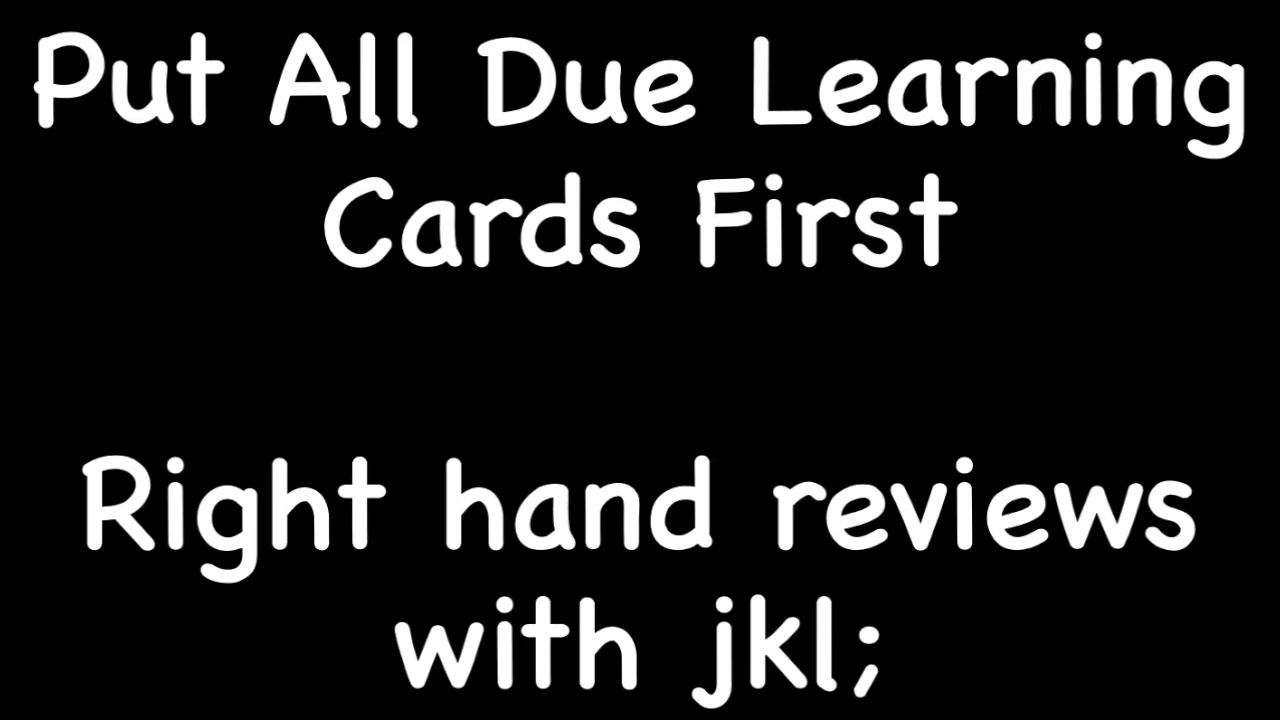 Put All Due Learning
Cards First
Right hand reviews
with jkl;